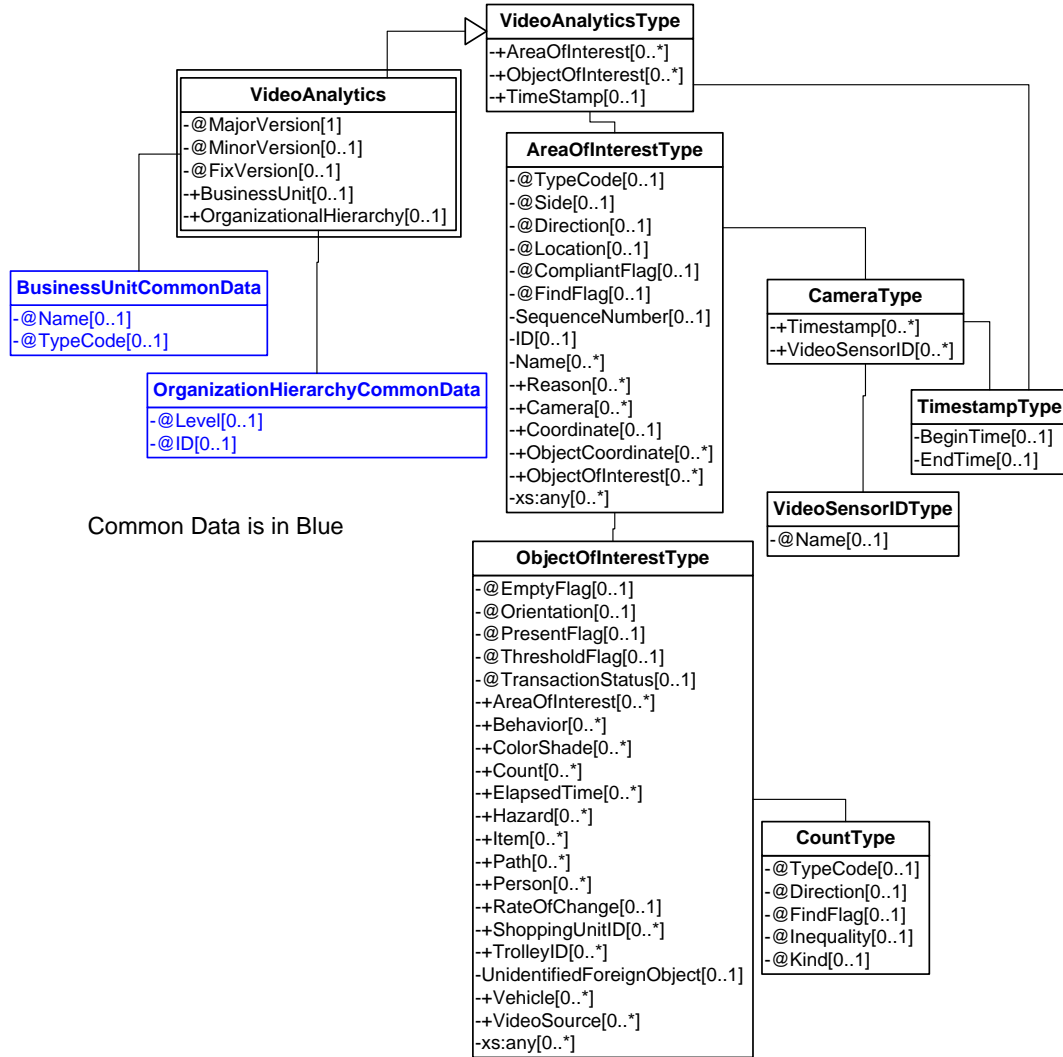 VideoAnalyticsType
-+AreaOfInterest[0..*]
-+ObjectOfInterest[0..*]
-+TimeStamp[0..1]
VideoAnalytics
-@MajorVersion[1]
-@MinorVersion[0..1]
-@FixVersion[0..1]
-+BusinessUnit[0..1]
-+OrganizationalHierarchy[0..1]
AreaOfInterestType
-@TypeCode[0..1]
-@Side[0..1]
-@Direction[0..1]
-@Location[0..1]
-@CompliantFlag[0..1]
-@FindFlag[0..1]
-SequenceNumber[0..1]
-ID[0..1]
-Name[0..*]
-+Reason[0..*]
-+Camera[0..*]
-+Coordinate[0..1]
-+ObjectCoordinate[0..*]
-+ObjectOfInterest[0..*]
-xs:any[0..*]
BusinessUnitCommonData
-@Name[0..1]
-@TypeCode[0..1]
CameraType
-+Timestamp[0..*]
-+VideoSensorID[0..*]
OrganizationHierarchyCommonData
-@Level[0..1]
-@ID[0..1]
TimestampType
-BeginTime[0..1]
-EndTime[0..1]
VideoSensorIDType
-@Name[0..1]
Common Data is in Blue
ObjectOfInterestType
-@EmptyFlag[0..1]
-@Orientation[0..1]
-@PresentFlag[0..1]
-@ThresholdFlag[0..1]
-@TransactionStatus[0..1]
-+AreaOfInterest[0..*]
-+Behavior[0..*]
-+ColorShade[0..*]
-+Count[0..*]
-+ElapsedTime[0..*]
-+Hazard[0..*]
-+Item[0..*]
-+Path[0..*]
-+Person[0..*]
-+RateOfChange[0..1]
-+ShoppingUnitID[0..*]
-+TrolleyID[0..*]
-UnidentifiedForeignObject[0..1]
-+Vehicle[0..*]
-+VideoSource[0..*]
-xs:any[0..*]
CountType
-@TypeCode[0..1]
-@Direction[0..1]
-@FindFlag[0..1]
-@Inequality[0..1]
-@Kind[0..1]